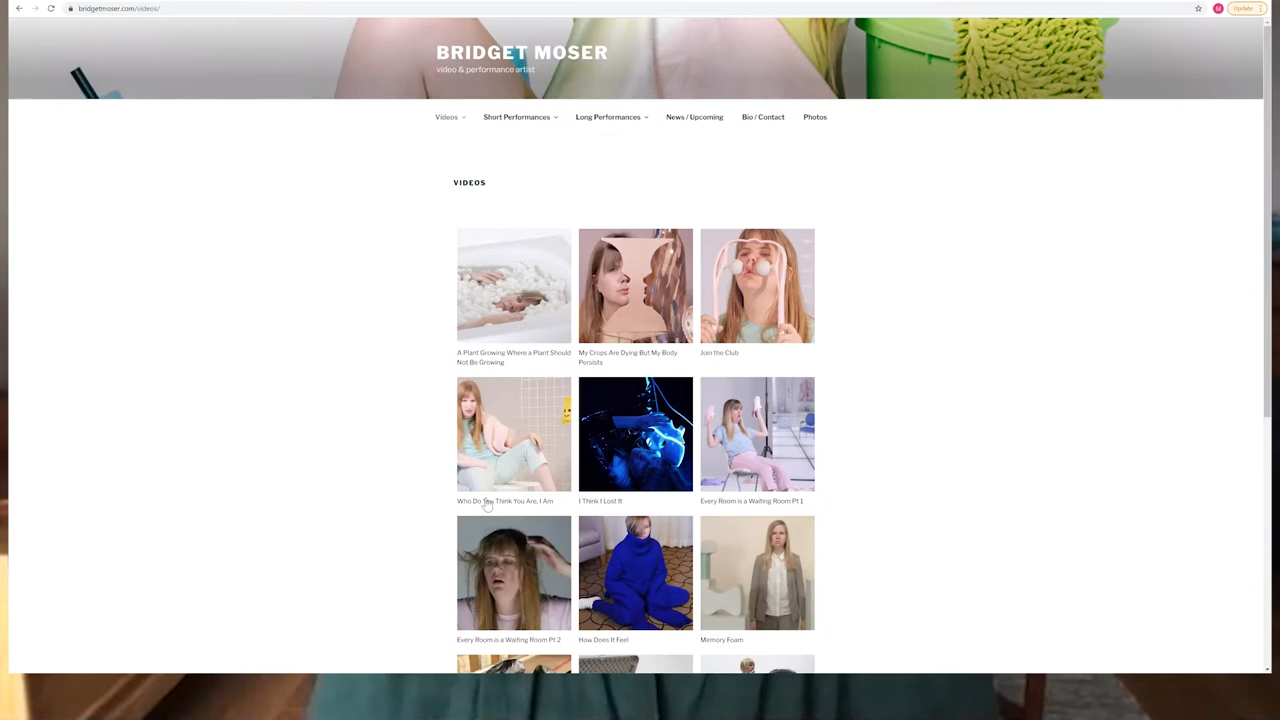 bridgetmoser.com/videos/
M
Update
BRIDGET MOSER
video & performance artist
Videos
Short Performances
Long Performances
News / Upcoming
Bio / Contact
Photos
VIDEOS
A Plant Growing Where a Plant Should
Not Be Growing
My Crops Are Dying But My Body
Persists
Join the Club
Who Do You Think You Are, I Am
I Think I Lost It
Every Room is a Waiting Room Pt 1
Every Room is a Waiting Room Pt 2
How Does It Feel
Memory Foam